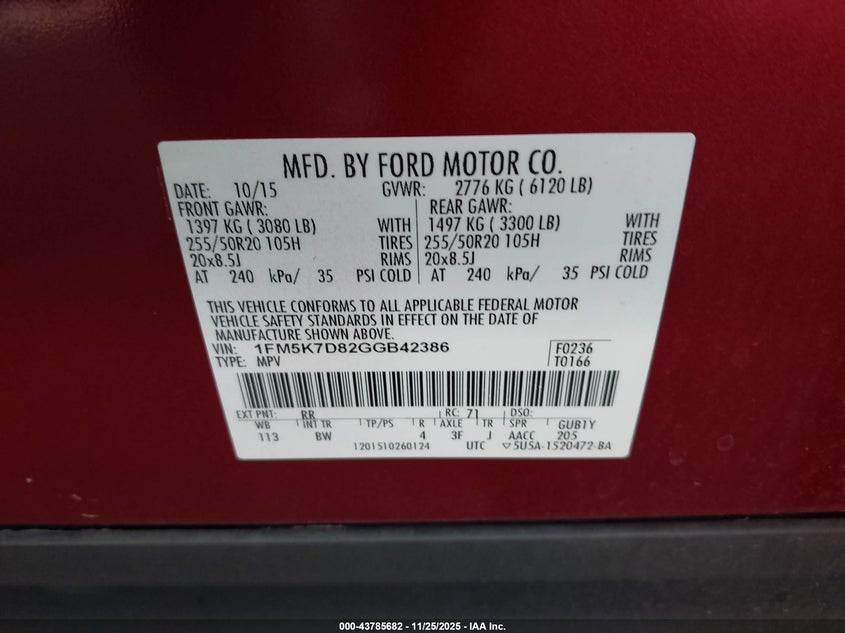 MFD. BY FORD MOTOR CO.
DATE: 10/15 GVWR: 2776 KG ( 6120 LB)
FRONT GAWR: REAR GAWR:
1397 KG ( 3080 LB) WITH 1497 KG ( 3300 LB) WITH
255/50R20 105H TIRES 255/50R20 105H TIRES
20x8.5J RIMS 20x8.5J RIMS
AT 240 kPa/ 35 PSI COLD AT 240 kPa/ 35 PSI COLD
THIS VEHICLE CONFORMS TO ALL APPLICABLE FEDERAL MOTOR
VEHICLE SAFETY STANDARDS IN EFFECT ON THE DATE OF
MANUFACTURE SHOWN ABOVE.
VIN: 1FM5K7D82GGB42386 F0236
TYPE: MPV T0166
EXT PNT: RR RC: 71 DSO:
WB INT TR TP/PS R AXLE TR SPR GUB1Y
113 BW 4 3F J AACC 205
1201510260124 UTC ▽5U5A-1520472-BA
000-43785682 - 11/25/2025 - IAA Inc.